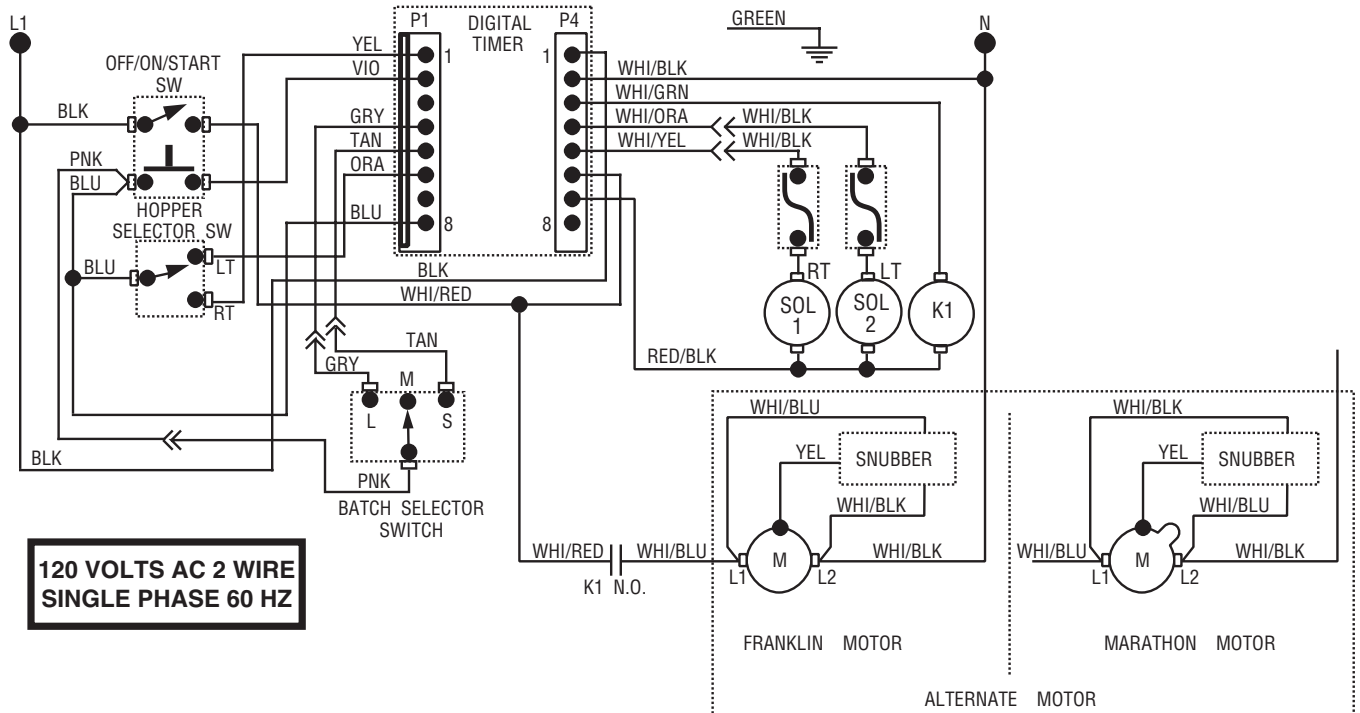 L1
P1
DIGITAL
TIMER
P4
GREEN
N
YEL
1
1
OFF/ON/START
SW
VIO
WHI/BLK
WHI/GRN
BLK
GRY
WHI/ORA
WHI/BLK
TAN
WHI/YEL
WHI/BLK
PNK
ORA
BLU
HOPPER
SELECTOR SW
BLU
8
8
BLU
LT
BLK
RT
LT
WHI/RED
RT
SOL
1
SOL
2
K1
TAN
RED/BLK
GRY
M
L
S
WHI/BLU
WHI/BLK
YEL
SNUBBER
YEL
SNUBBER
BLK
PNK
BATCH SELECTOR
SWITCH
WHI/BLK
WHI/BLU
WHI/RED
WHI/BLU
M
WHI/BLK
WHI/BLU
M
WHI/BLK
L1
L2
L1
L2
K1 N.O.
120 VOLTS AC 2 WIRE
SINGLE PHASE 60 HZ
FRANKLIN MOTOR
MARATHON MOTOR
ALTERNATE MOTOR